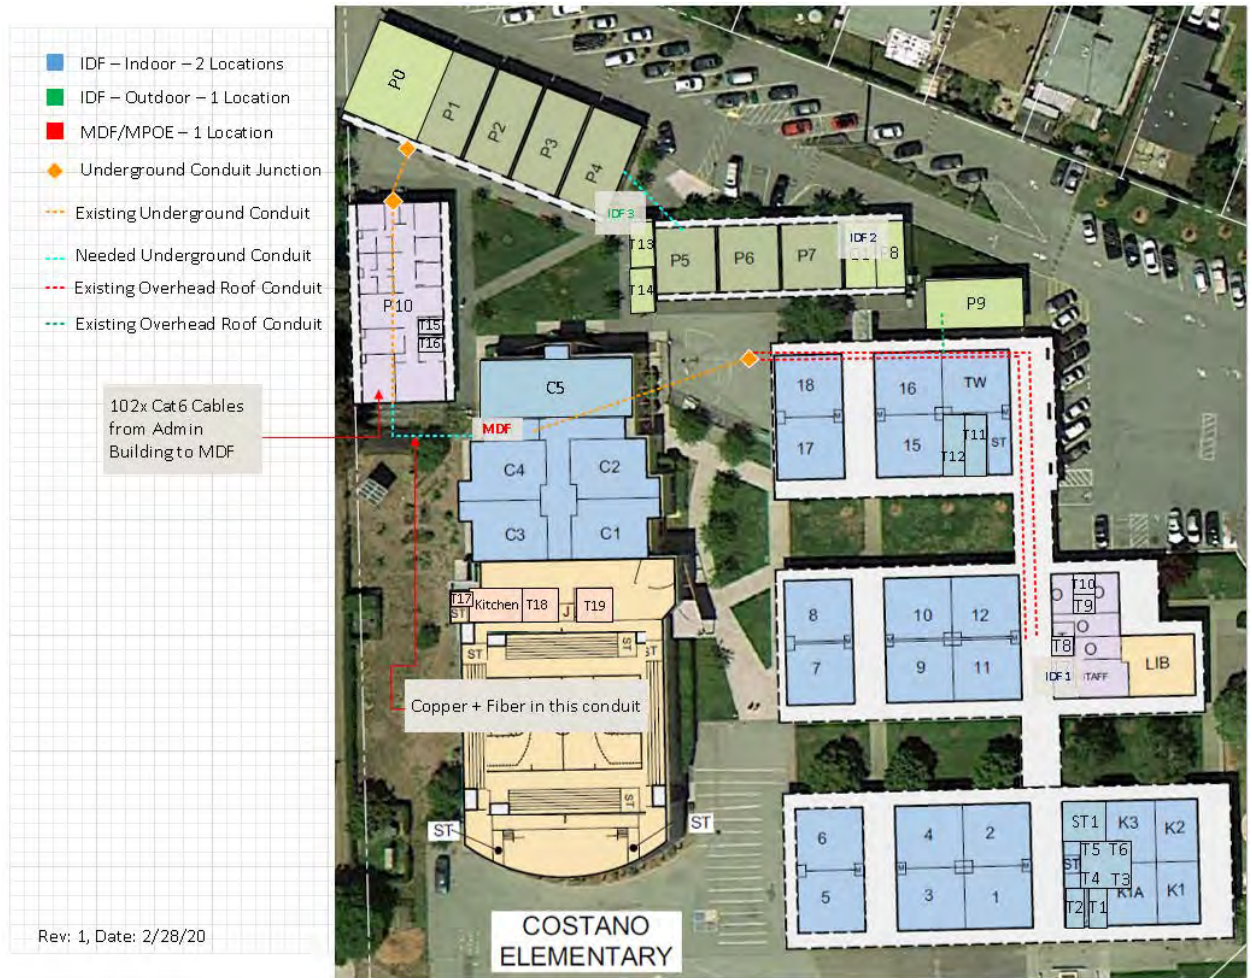 IDF – Indoor – 2 Locations
IDF – Outdoor – 1 Location
MDF/MPOE – 1 Location
Underground Conduit Junction
Existing Underground Conduit
Needed Underground Conduit
Existing Overhead Roof Conduit
Existing Overhead Roof Conduit
102x Cat6 Cables
from Admin
Building to MDF
Rev: 1, Date: 2/28/20
P0
P1
P2
P3
P4
IDF 3
T13
T14
P5
P6
P7
IDF 2
8
P9
P10
T15
T16
C5
MDF
C4
C2
C3
C1
T17
ST
Kitchen
T18
J
T19
ST
ST
ST
Copper + Fiber in this conduit
ST
ST
ST
18
17
16
TW
15
T12
T11
ST
8
7
10
12
9
11
T10
T9
T8
IDF 1
STAFF
LIB
6
5
4
2
3
1
ST1
K3
K2
ST
T5
T6
T4
T3
T2
T1
K1A
K1
COSTANO
ELEMENTARY